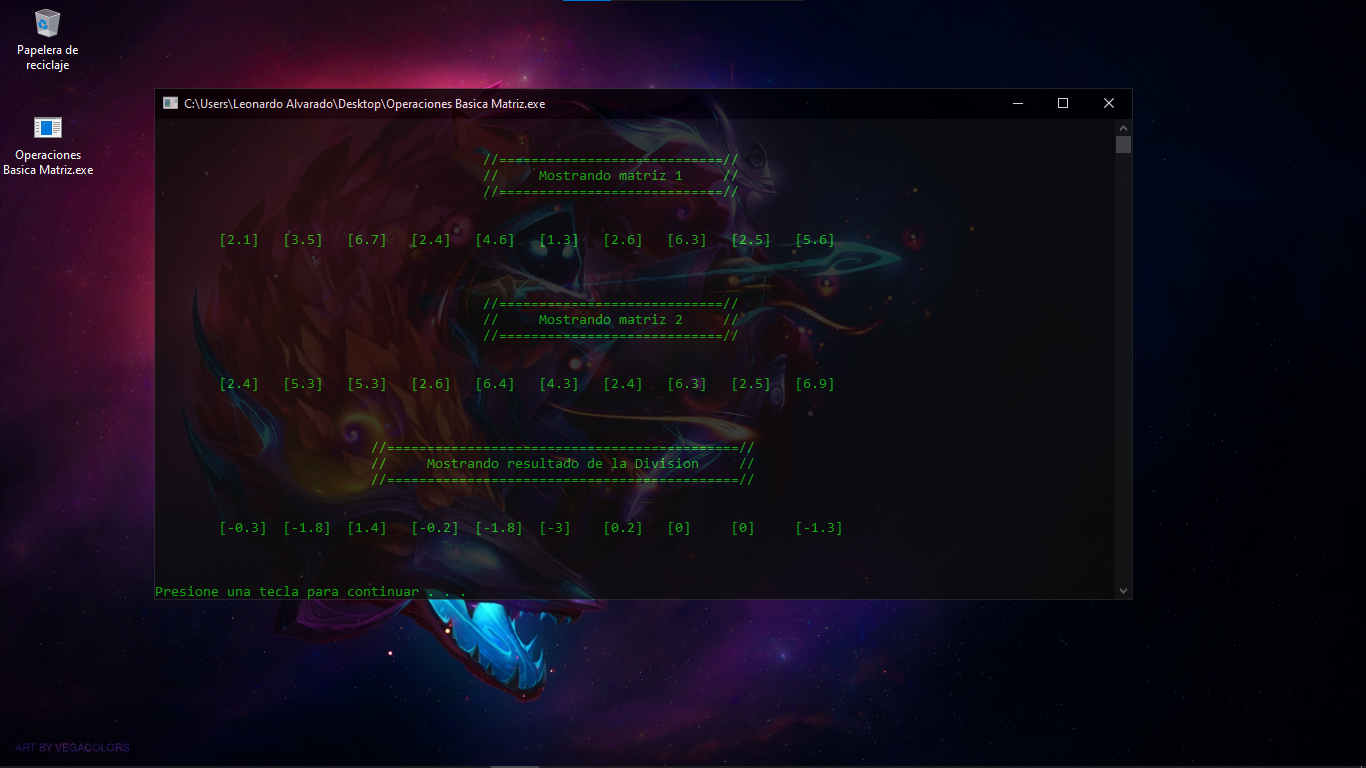 Papelera de
reciclaje
Operaciones
Basica Matriz.exe
C:\Users\Leonardo Alvarado\Desktop\Operaciones Basica Matriz.exe
//============================//
//     Mostrando matriz 1     //
//============================//
[2.1] [3.5] [6.7] [2.4] [4.6] [1.3] [2.6] [6.3] [2.5] [5.6]
//============================//
//     Mostrando matriz 2     //
//============================//
[2.4] [5.3] [5.3] [2.6] [6.4] [4.3] [2.4] [6.3] [2.5] [6.9]
//============================================//
//     Mostrando resultado de la Division     //
//============================================//
[-0.3] [-1.8] [1.4] [-0.2] [-1.8] [-3] [0.2] [0] [0] [-1.3]
Presione una tecla para continuar . . .
ART BY VEGACOLORS